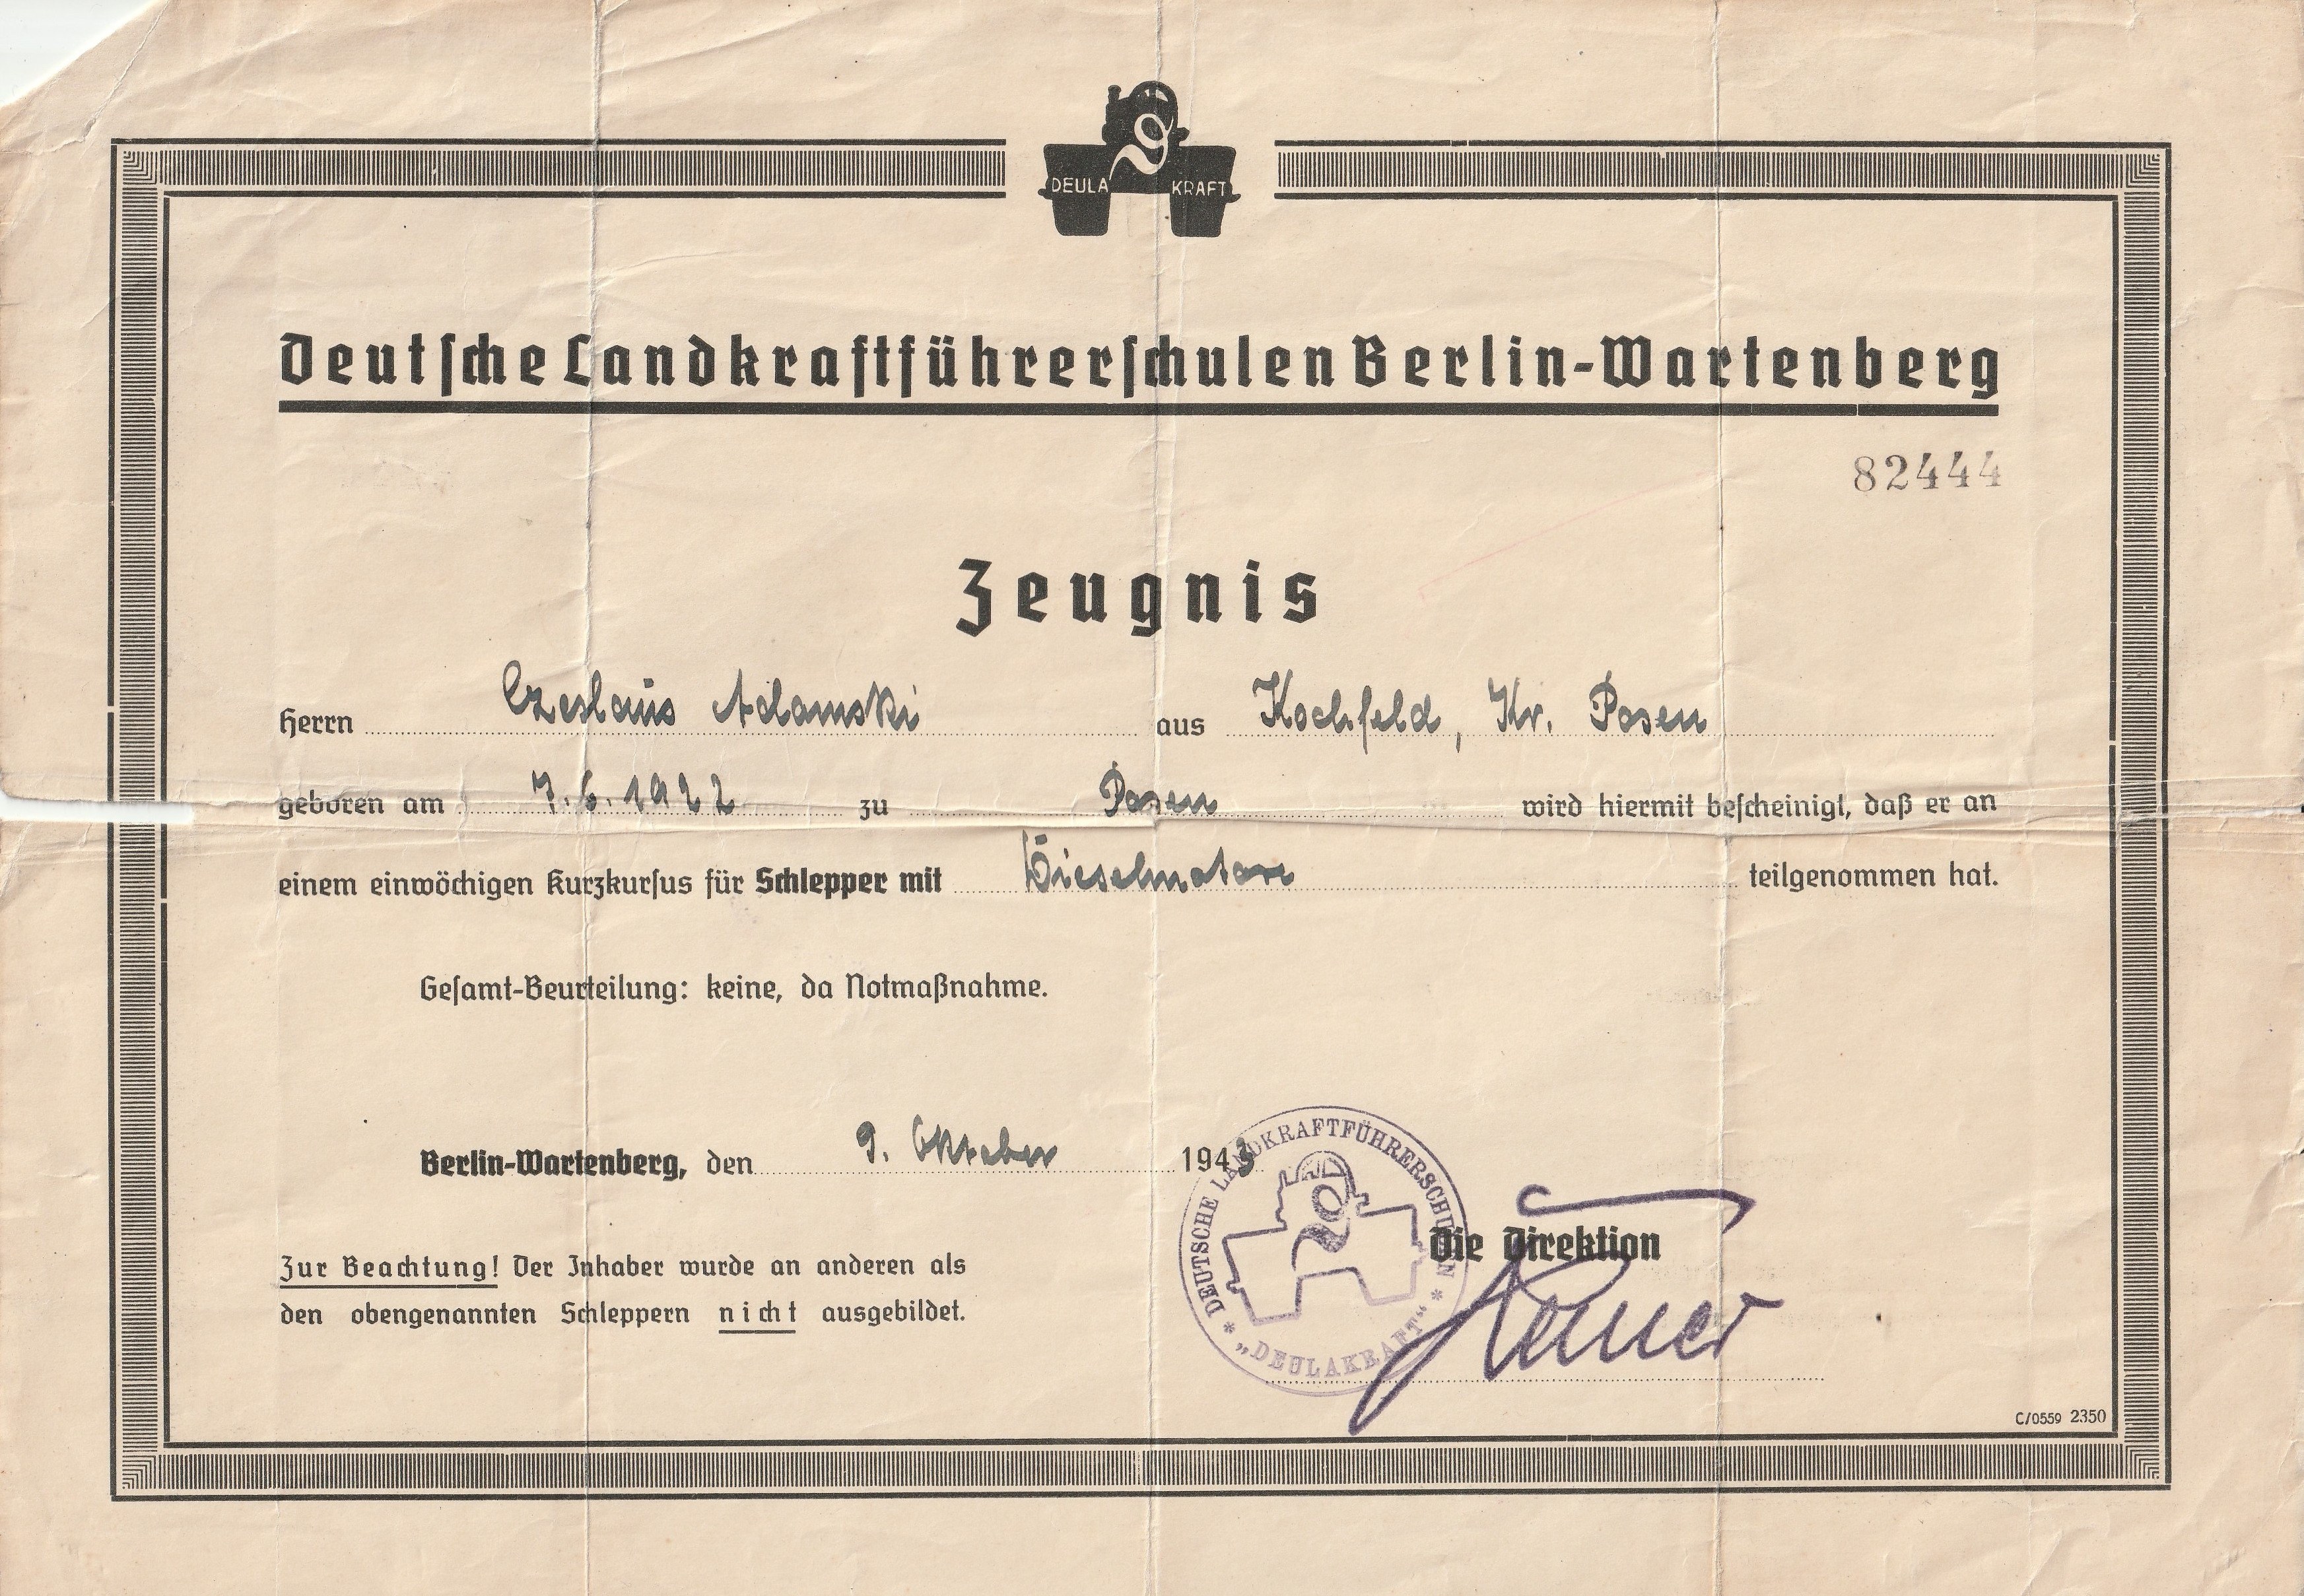 DEULA KRAFT
Deutsche Landkraftführerschulen Berlin-Wartenberg
82444
Zeugnis
Herrn Czeslaus Adamski aus Kochfeld, Kr. Posen
geboren am 7.6.1922 zu Posen wird hiermit bescheinigt, daß er an
einem einwöchigen Kurzkursus für Schlepper mit Dieselmotore teilgenommen hat.
Gesamt-Beurteilung: keine, da Notmaßnahme.
Berlin-Wartenberg, den 9. Oktober 1943
DEUTSCHE LANDKRAFTFÜHRERSCHULEN
* „DEULAKRAFT“ *
Die Direktion
Zur Beachtung! Der Inhaber wurde an anderen als
den obengenannten Schleppern nicht ausgebildet.
C/0559 2350